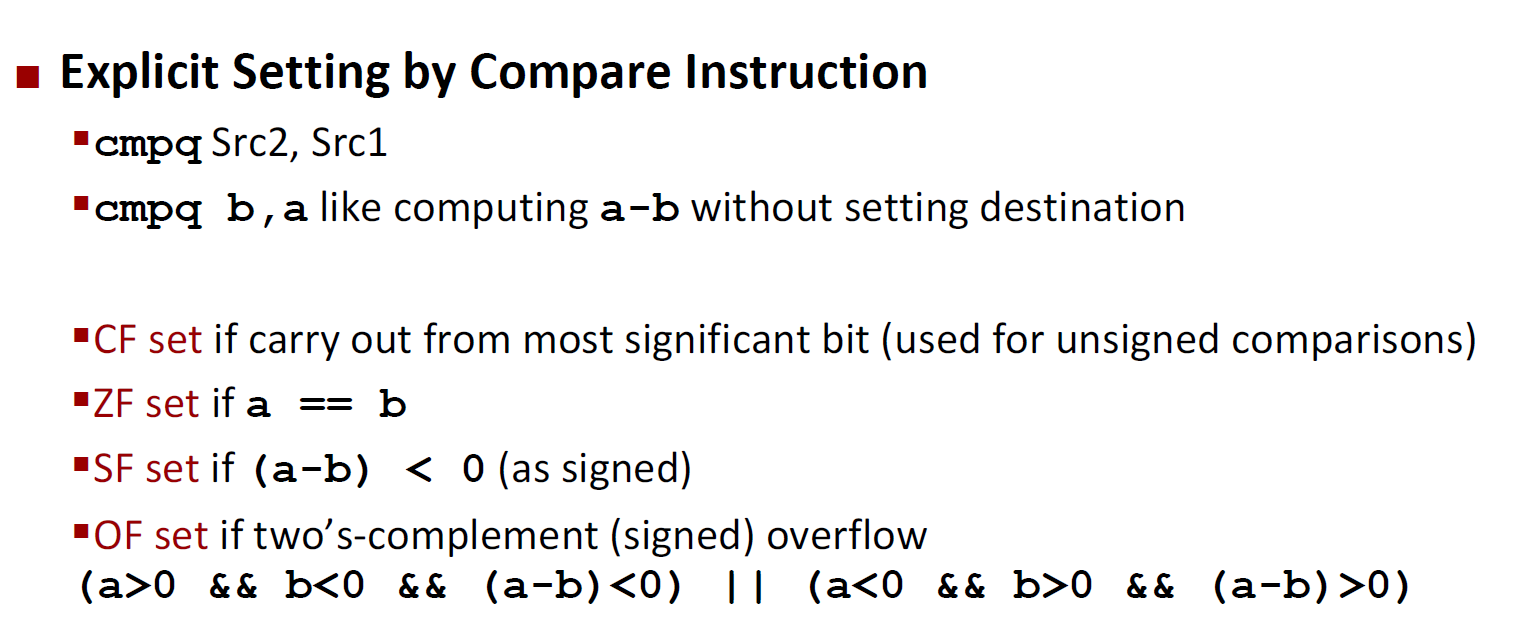 Explicit Setting by Compare Instruction
cmpq Src2, Src1
cmpq b,a like computing a-b without setting destination
CF set if carry out from most significant bit (used for unsigned comparisons)
ZF set if a == b
SF set if (a-b) < 0 (as signed)
OF set if two’s-complement (signed) overflow
(a>0 && b<0 && (a-b)<0) || (a<0 && b>0 && (a-b)>0)